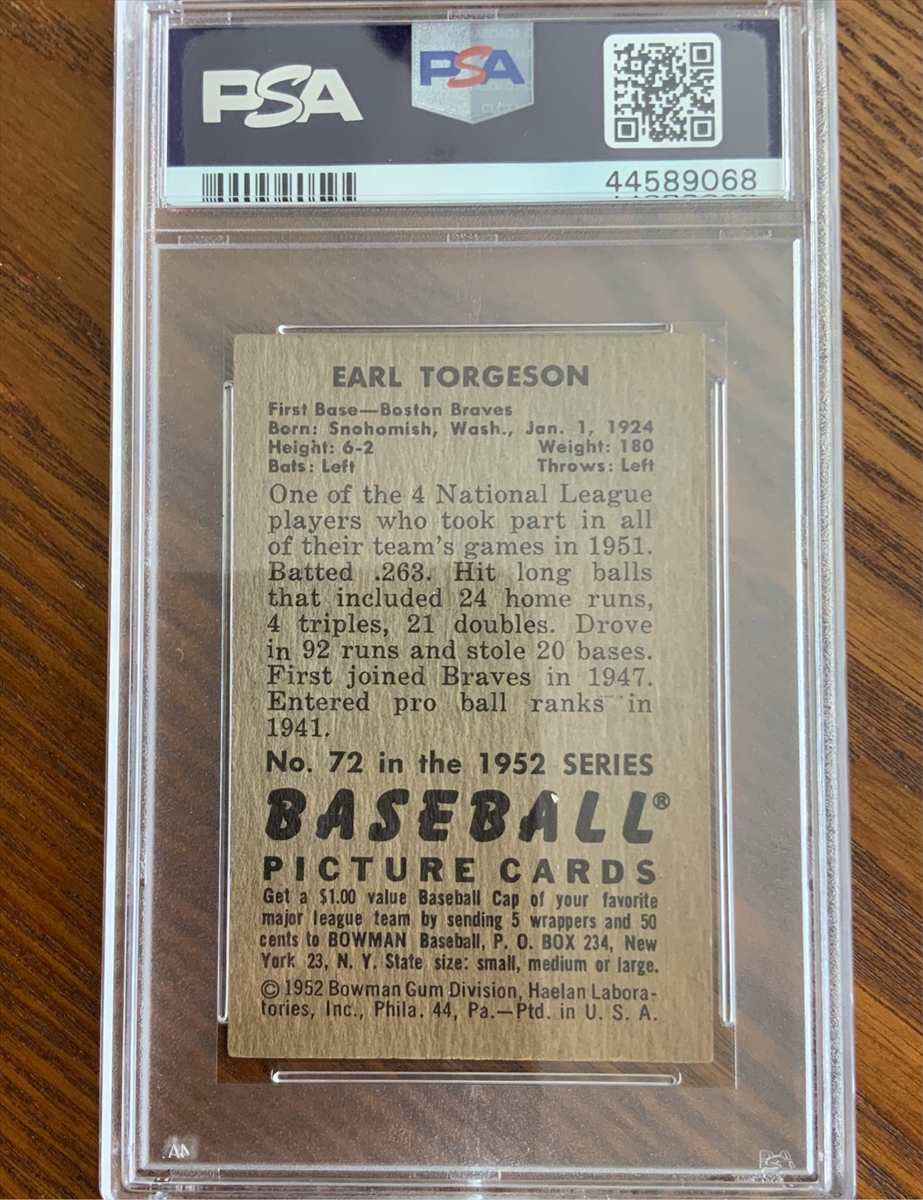 PSA
PSA
44589068
EARL TORGESON
First Base—Boston Braves
Born: Snohomish, Wash., Jan. 1, 1924
Height: 6-2 Weight: 180
Bats: Left Throws: Left
One of the 4 National League
players who took part in all
of their team's games in 1951.
Batted .263. Hit long balls
that included 24 home runs,
4 triples, 21 doubles. Drove
in 92 runs and stole 20 bases.
First joined Braves in 1947.
Entered pro ball ranks in
1941.
No. 72 in the 1952 SERIES
BASEBALL®
PICTURE CARDS
Get a $1.00 value Baseball Cap of your favorite
major league team by sending 5 wrappers and 50
cents to BOWMAN Baseball, P. O. BOX 234, New
York 23, N. Y. State size: small, medium or large.
© 1952 Bowman Gum Division, Haelan Labora-
tories, Inc., Phila. 44, Pa.—Ptd. in U. S. A.
PSA